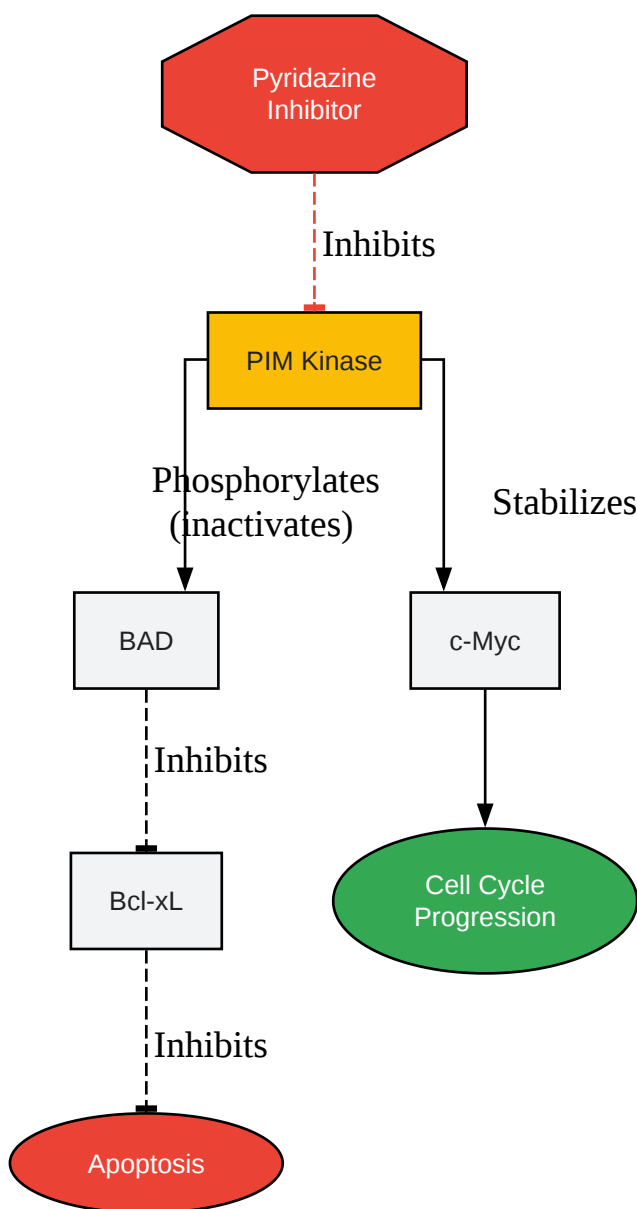 Pyridazine
Inhibitor
Inhibits
PIM Kinase
Phosphorylates
(inactivates)
Stabilizes
BAD
c-Myc
Inhibits
Bcl-xL
Cell Cycle
Progression
Inhibits
Apoptosis